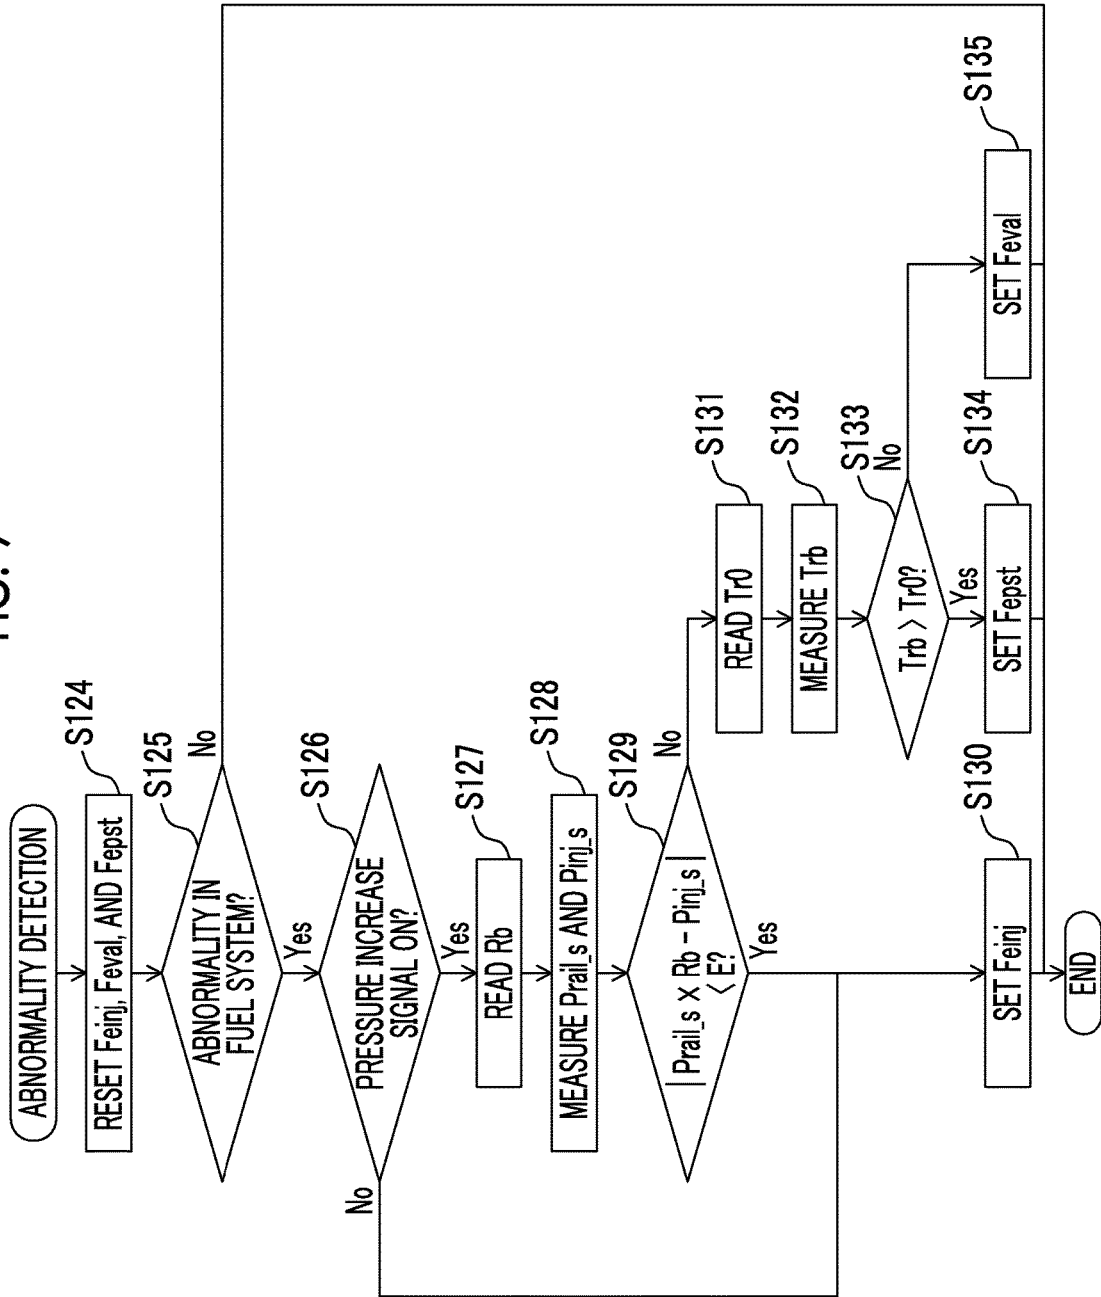 ABNORMALITY DETECTION
S124
RESET Feinj, Feval, AND Fepst
S125
ABNORMALITY IN
FUEL SYSTEM?
No
Yes
S126
PRESSURE INCREASE
SIGNAL ON?
No
Yes
S127
READ Rb
S128
MEASURE Prail_s AND Pinj_s
S129
|Prail_s × Rb − Pinj_s|
< E?
No
Yes
S131
READ Tr0
S132
MEASURE Trb
S133
Trb > Tr0?
No
Yes
S130
SET Feinj
S134
SET Fepst
S135
SET Feval
END